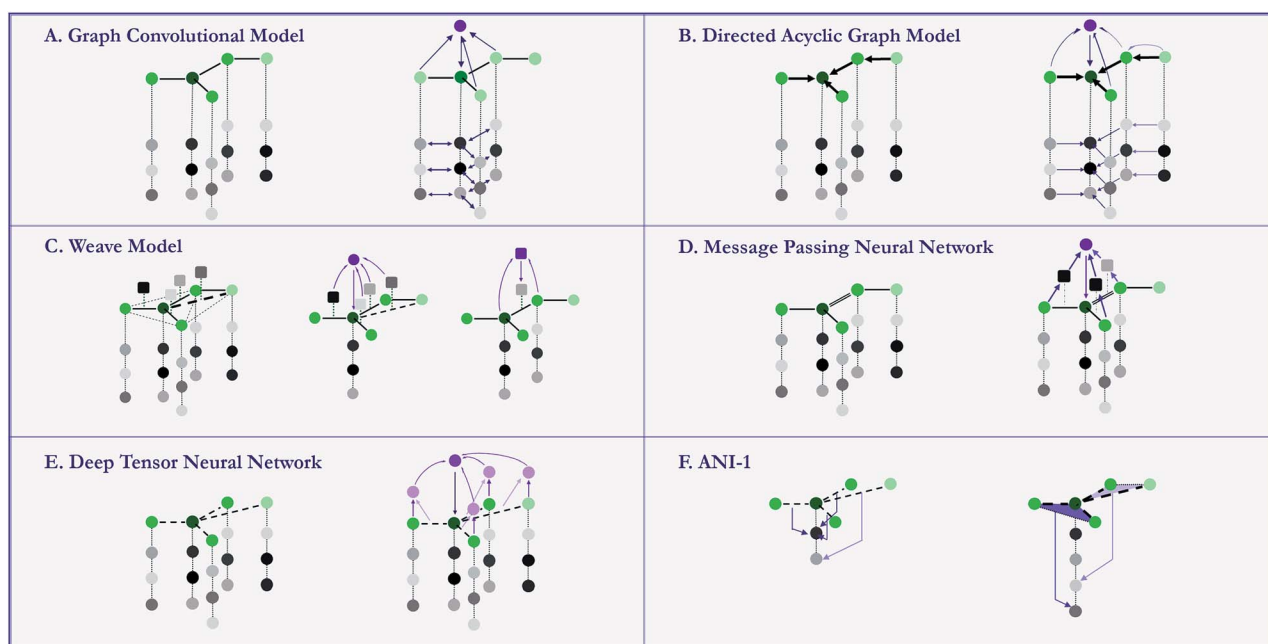 A. Graph Convolutional Model
B. Directed Acyclic Graph Model
C. Weave Model
D. Message Passing Neural Network
E. Deep Tensor Neural Network
F. ANI-1